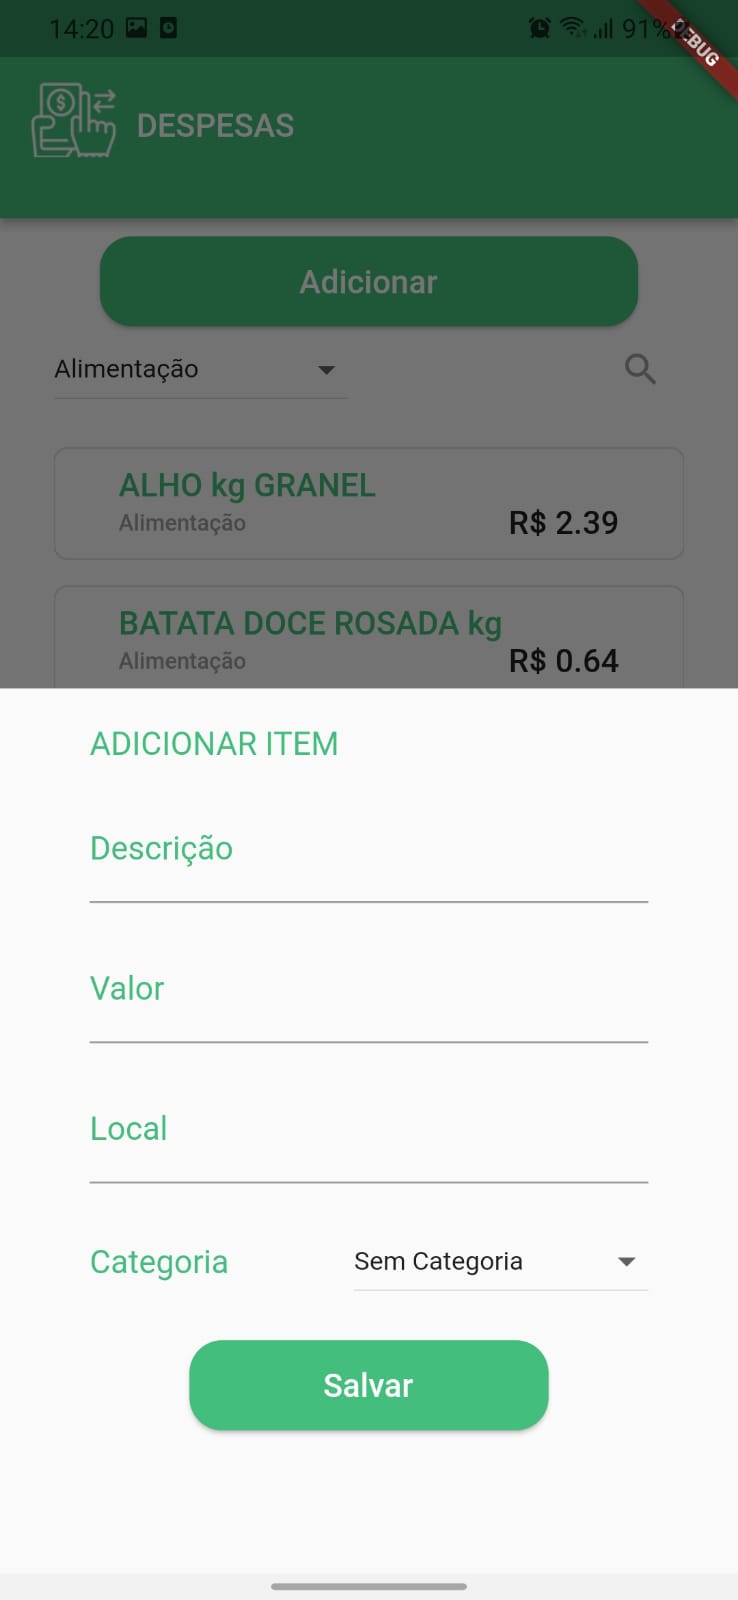 14:20
91%
DEBUG
DESPESAS
Adicionar
Alimentação
ALHO kg GRANEL
Alimentação
R$ 2.39
BATATA DOCE ROSADA kg
Alimentação
R$ 0.64
ADICIONAR ITEM
Descrição
Valor
Local
Categoria
Sem Categoria
Salvar